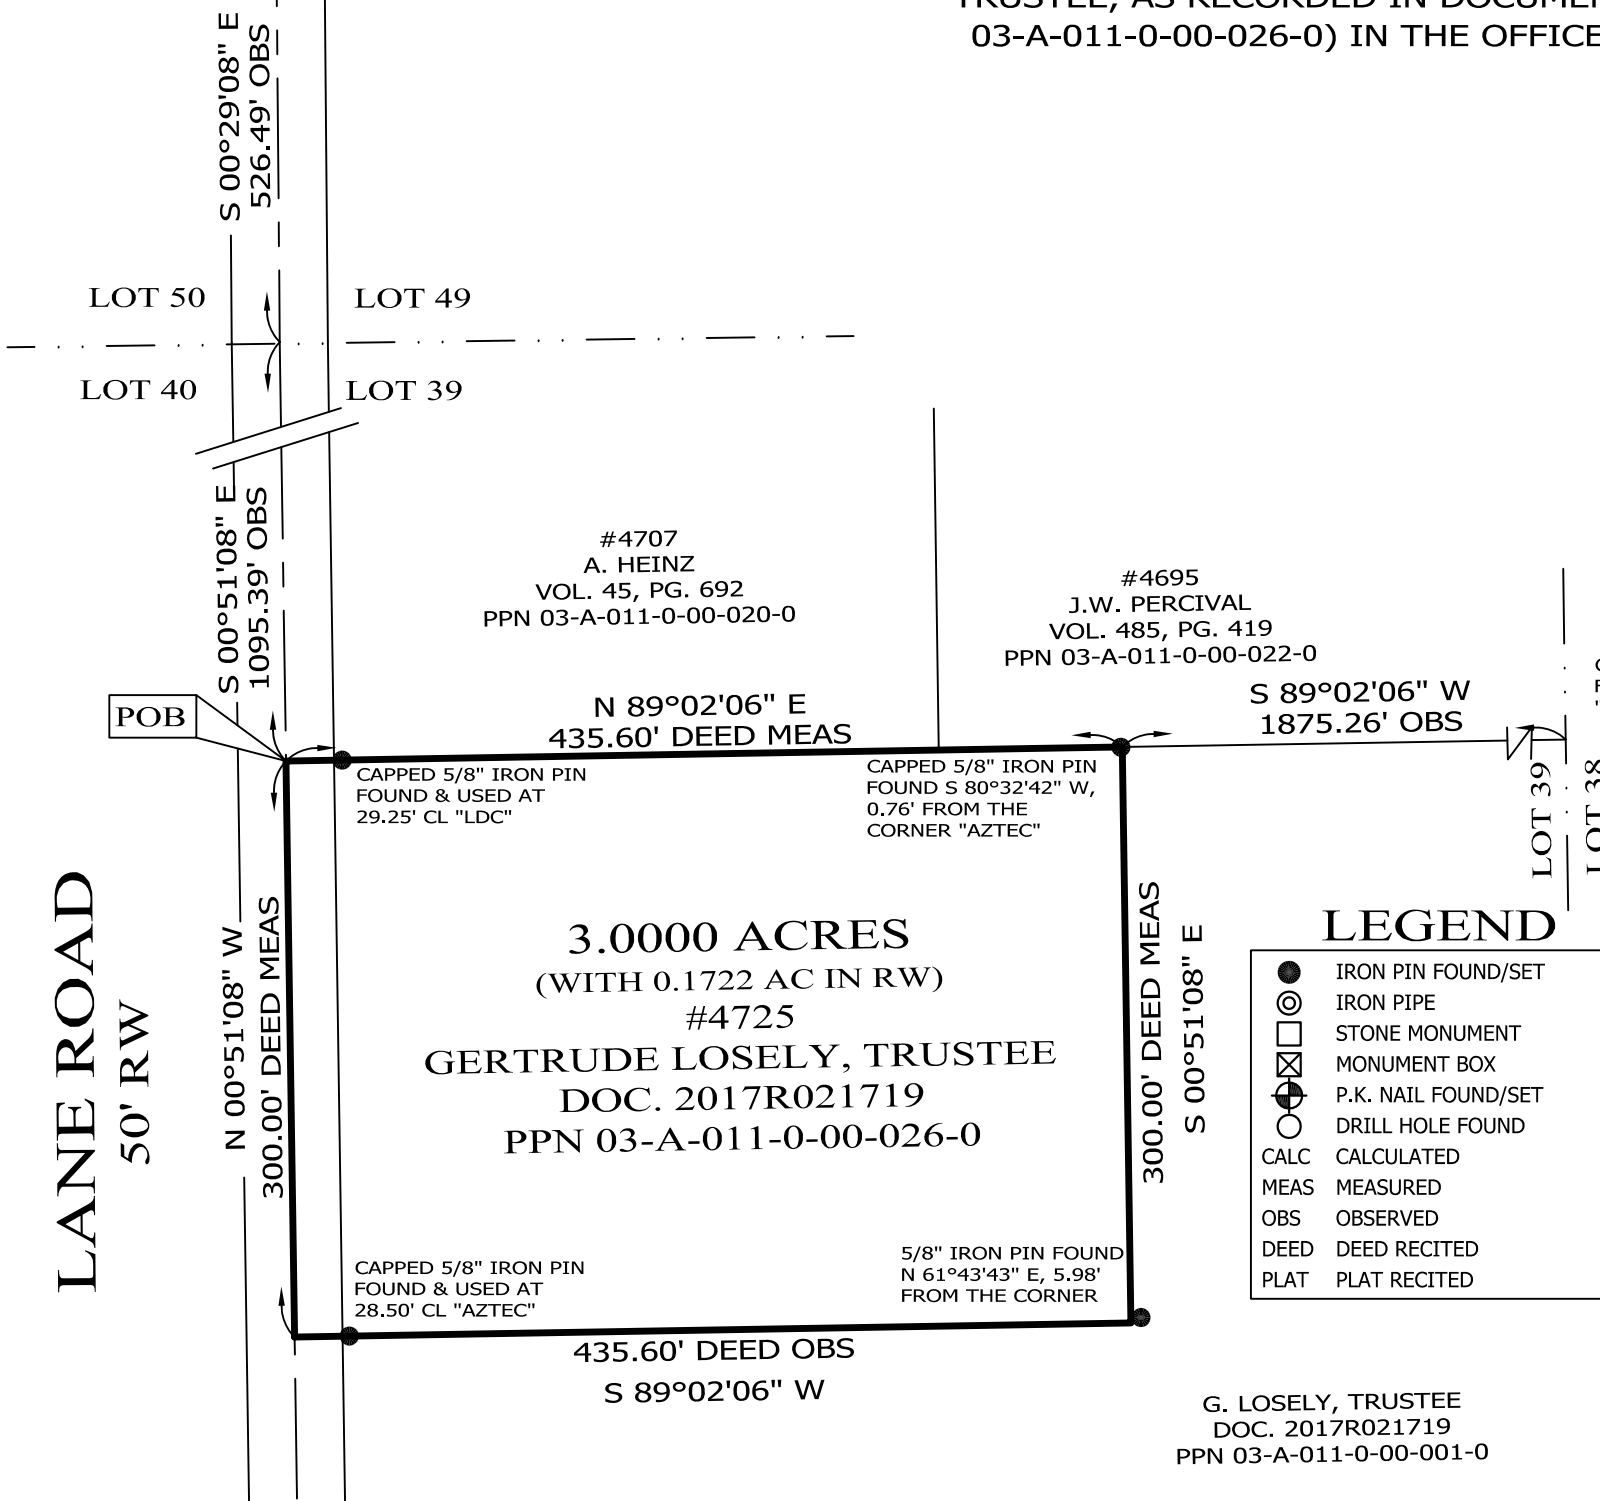 TRUSTEE, AS RECORDED IN DOCUMEN
03-A-011-0-00-026-0) IN THE OFFICE
S 00°29'08" E
526.49' OBS
LOT 50
LOT 49
LOT 40
LOT 39
S 00°51'08" E
1095.39' OBS
#4707
A. HEINZ
VOL. 45, PG. 692
PPN 03-A-011-0-00-020-0
#4695
J.W. PERCIVAL
VOL. 485, PG. 419
PPN 03-A-011-0-00-022-0
POB
N 89°02'06" E
435.60' DEED MEAS
S 89°02'06" W
1875.26' OBS
CAPPED 5/8" IRON PIN
FOUND & USED AT
29.25' CL "LDC"
CAPPED 5/8" IRON PIN
FOUND S 80°32'42" W,
0.76' FROM THE
CORNER "AZTEC"
LOT 39
LOT 38
LANE ROAD
50' RW
N 00°51'08" W
300.00' DEED MEAS
3.0000 ACRES
(WITH 0.1722 AC IN RW)
#4725
GERTRUDE LOSELY, TRUSTEE
DOC. 2017R021719
PPN 03-A-011-0-00-026-0
300.00' DEED MEAS
S 00°51'08" E
LEGEND
IRON PIN FOUND/SET
IRON PIPE
STONE MONUMENT
MONUMENT BOX
P.K. NAIL FOUND/SET
DRILL HOLE FOUND
CALC CALCULATED
MEAS MEASURED
OBS OBSERVED
DEED DEED RECITED
PLAT PLAT RECITED
CAPPED 5/8" IRON PIN
FOUND & USED AT
28.50' CL "AZTEC"
5/8" IRON PIN FOUND
N 61°43'43" E, 5.98'
FROM THE CORNER
435.60' DEED OBS
S 89°02'06" W
G. LOSELY, TRUSTEE
DOC. 2017R021719
PPN 03-A-011-0-00-001-0